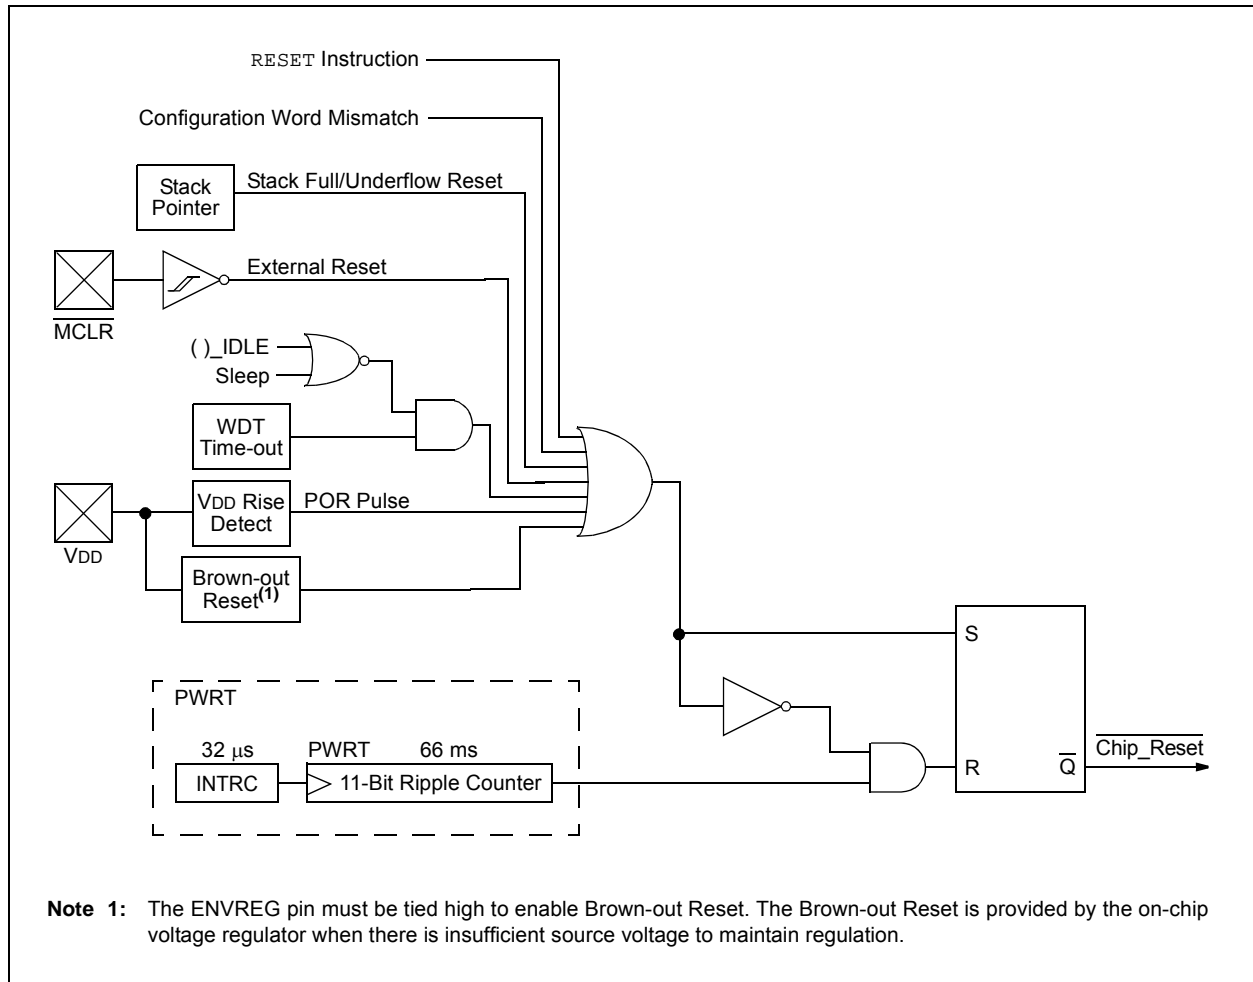 RESET Instruction
Configuration Word Mismatch
Stack
Pointer
Stack Full/Underflow Reset
External Reset
MCLR
( )_IDLE
Sleep
WDT
Time-out
VDD Rise
Detect
POR Pulse
VDD
Brown-out
Reset(1)
S
PWRT
32 μs
PWRT
66 ms
INTRC
11-Bit Ripple Counter
R
Q
Chip_Reset
Note 1: The ENVREG pin must be tied high to enable Brown-out Reset. The Brown-out Reset is provided by the on-chip
voltage regulator when there is insufficient source voltage to maintain regulation.